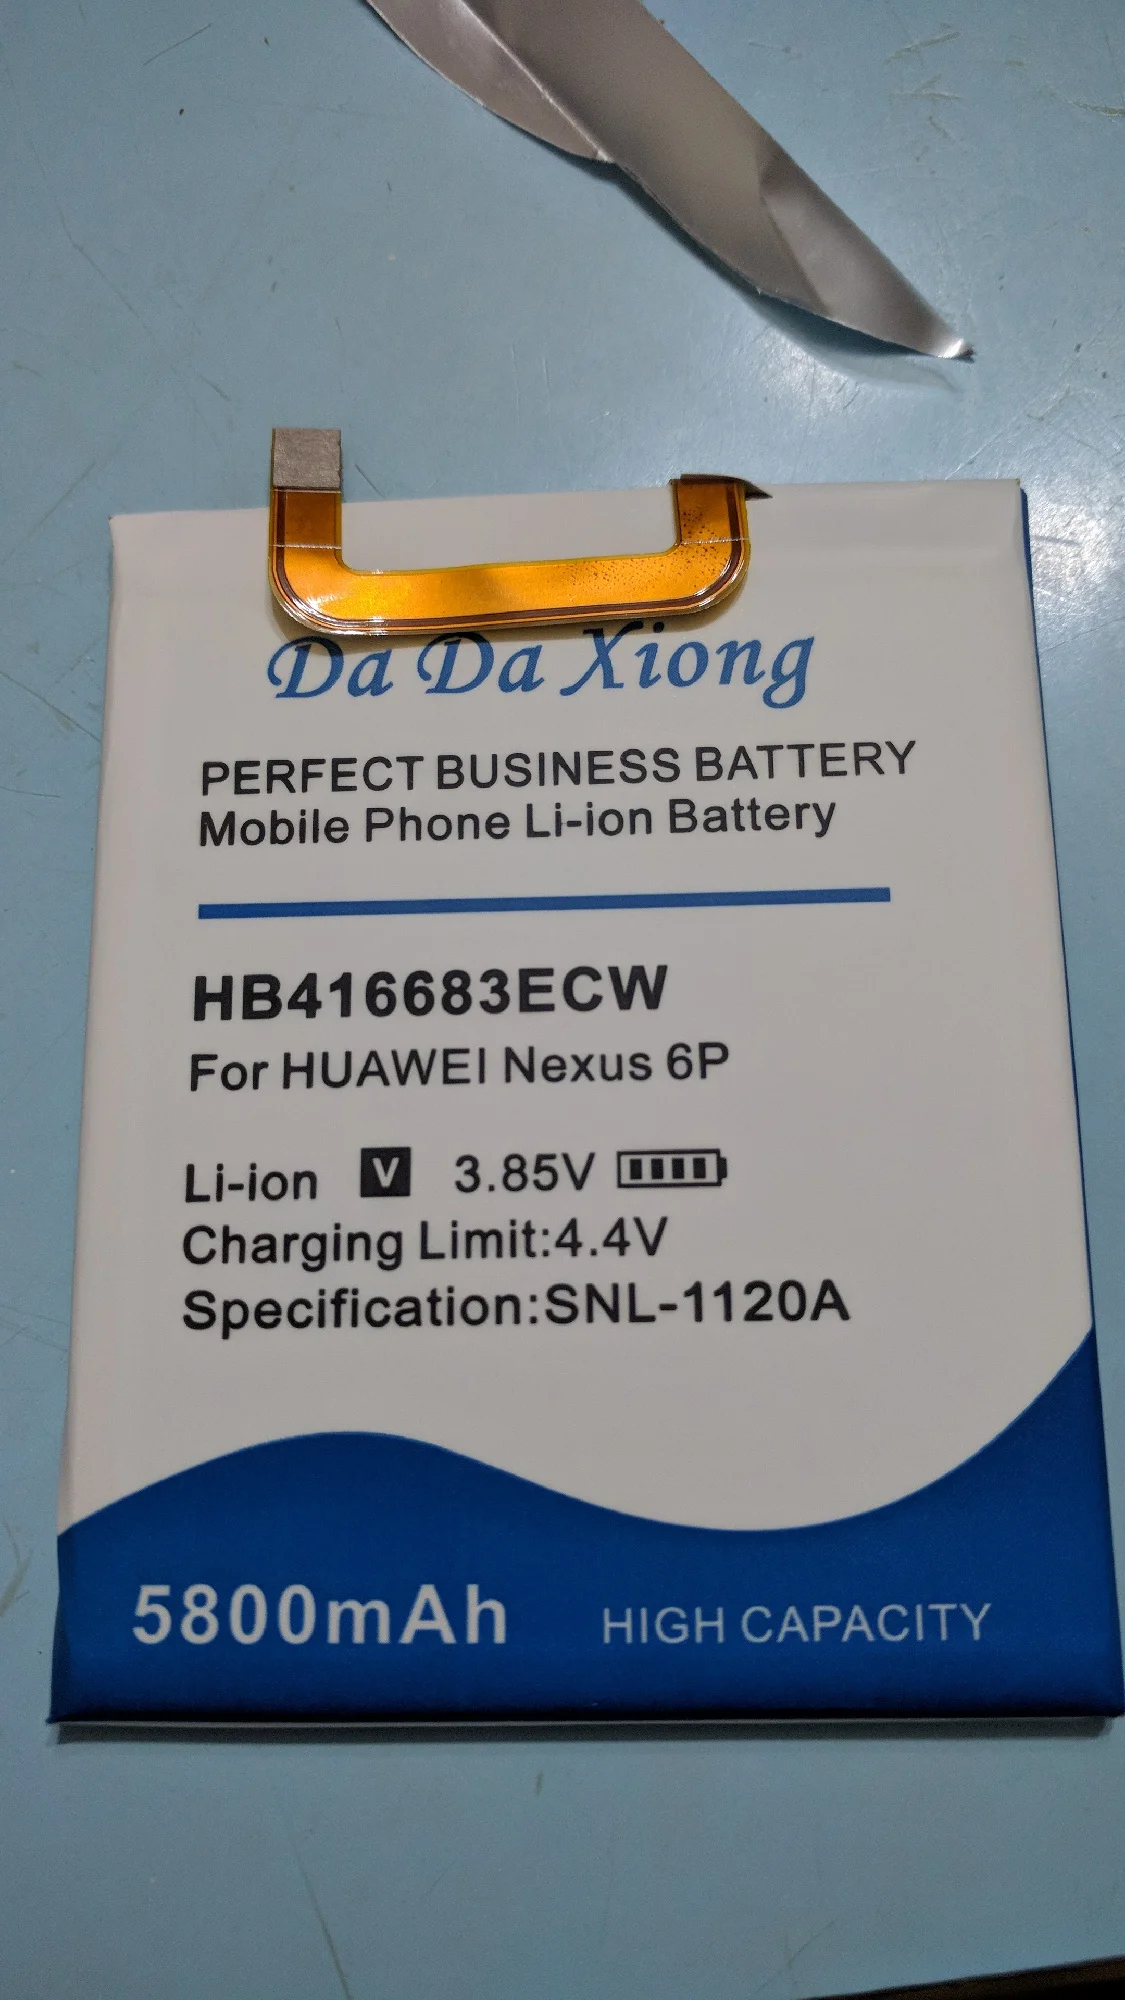 Da Da Xiong
PERFECT BUSINESS BATTERY
Mobile Phone Li-ion Battery
HB416683ECW
For HUAWEI Nexus 6P
Li-ion V 3.85V
Charging Limit:4.4V
Specification:SNL-1120A
5800mAh HIGH CAPACITY